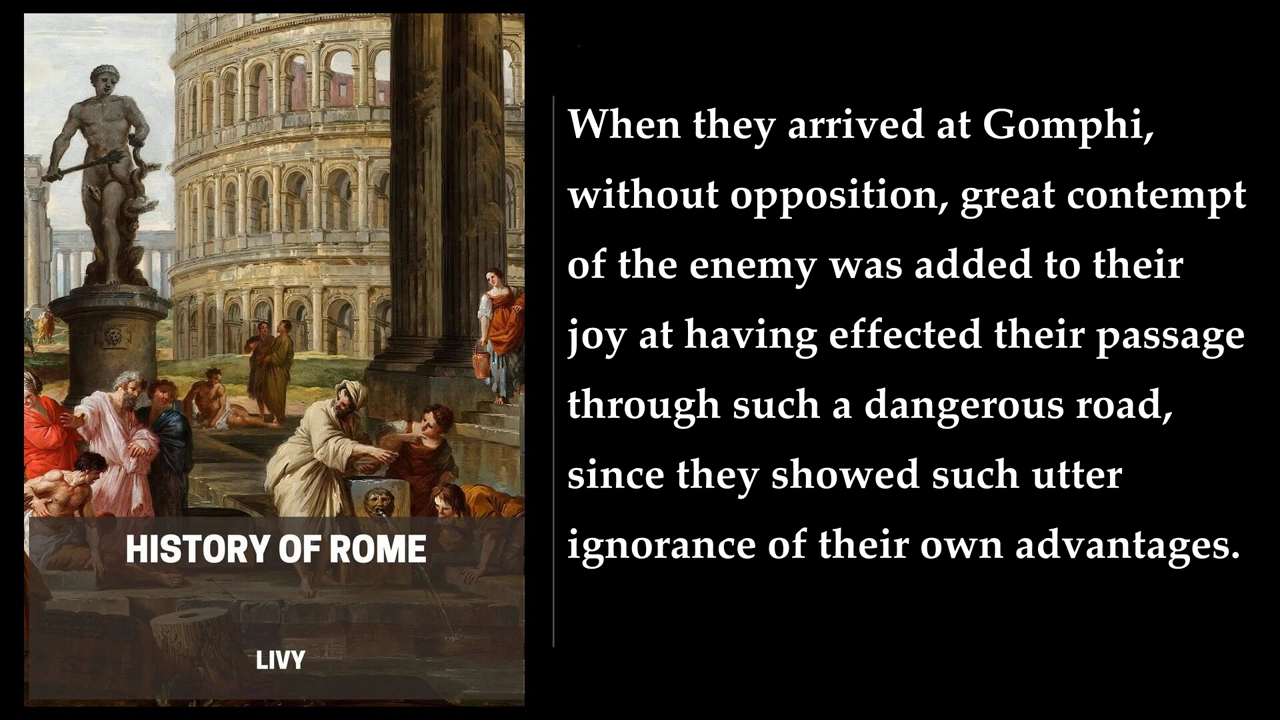 HISTORY OF ROME
LIVY
When they arrived at Gomphi,
without opposition, great contempt
of the enemy was added to their
joy at having effected their passage
through such a dangerous road,
since they showed such utter
ignorance of their own advantages.